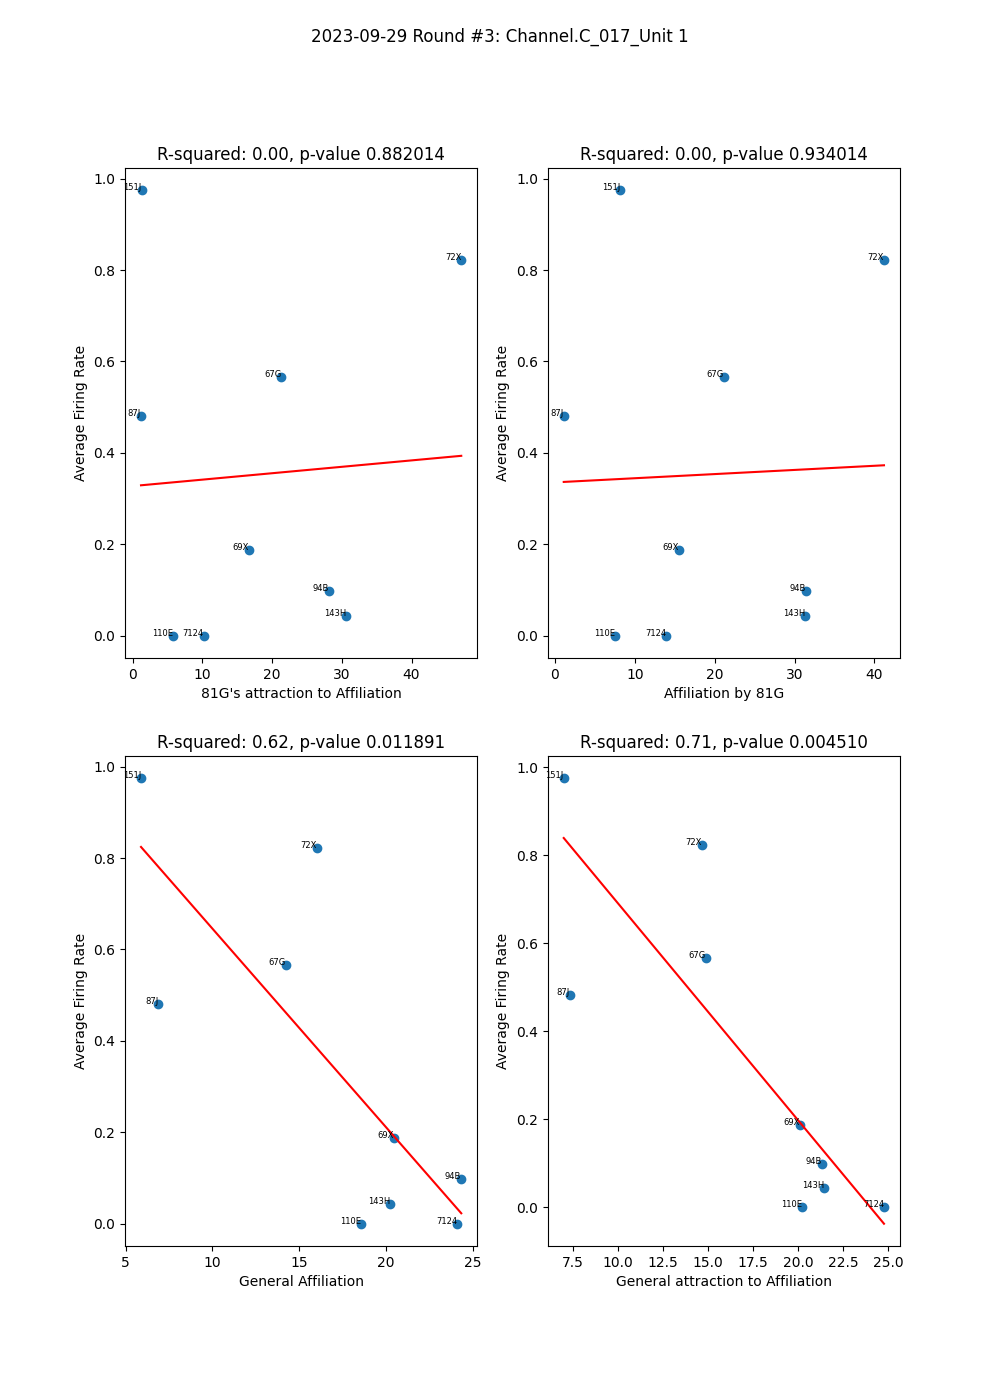 2023-09-29 Round #3: Channel.C_017_Unit 1
R-squared: 0.00, p-value 0.882014
1.0
0.8
0.6
0.4
0.2
0.0
Average Firing Rate
151J
72X
67G
87J
69X
94B
143H
110E
7124
0
10
20
30
40
81G's attraction to Affiliation
R-squared: 0.00, p-value 0.934014
1.0
0.8
0.6
0.4
0.2
0.0
Average Firing Rate
151J
72X
67G
87J
69X
94B
143H
110E
7124
0
10
20
30
40
Affiliation by 81G
R-squared: 0.62, p-value 0.011891
1.0
0.8
0.6
0.4
0.2
0.0
Average Firing Rate
151J
72X
67G
87J
69X
94B
143H
110E
7124
5
10
15
20
25
General Affiliation
R-squared: 0.71, p-value 0.004510
1.0
0.8
0.6
0.4
0.2
0.0
Average Firing Rate
151J
72X
67G
87J
69X
94B
143H
110E
7124
7.5
10.0
12.5
15.0
17.5
20.0
22.5
25.0
General attraction to Affiliation